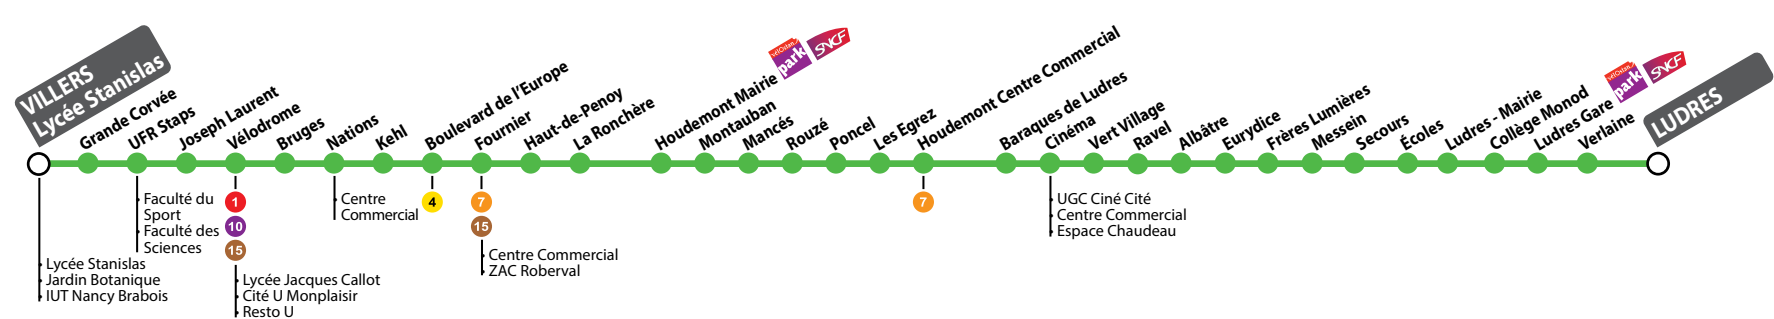 VILLERS
Lycée Stanislas
Grande Corvée
UFR Staps
Joseph Laurent
Vélodrome
Bruges
Nations
Kehl
Boulevard de l'Europe
Fournier
Haut-de-Penoy
La Ronchère
Houdemont Mairie
vélOstan
park
SNCF
Montauban
Mancés
Rouzé
Poncel
Les Egrez
Houdemont Centre Commercial
Baraques de Ludres
Cinéma
Vert Village
Ravel
Albâtre
Eurydice
Frères Lumières
Messein
Secours
Écoles
Ludres - Mairie
Collège Monod
Ludres Gare
vélOstan
park
SNCF
Verlaine
LUDRES
Lycée Stanislas
Jardin Botanique
IUT Nancy Brabois
Faculté du
Sport
Faculté des
Sciences
1
10
15
Lycée Jacques Callot
Cité U Monplaisir
Resto U
Centre
Commercial
4
7
15
Centre Commercial
ZAC Roberval
7
UGC Ciné Cité
Centre Commercial
Espace Chaudeau